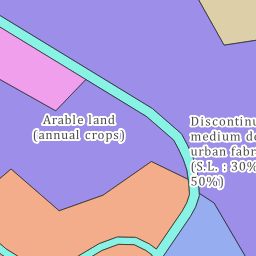 Arable land
(annual crops)
Discontinu
medium de
urban fabr
(S.L. : 30%
50%)